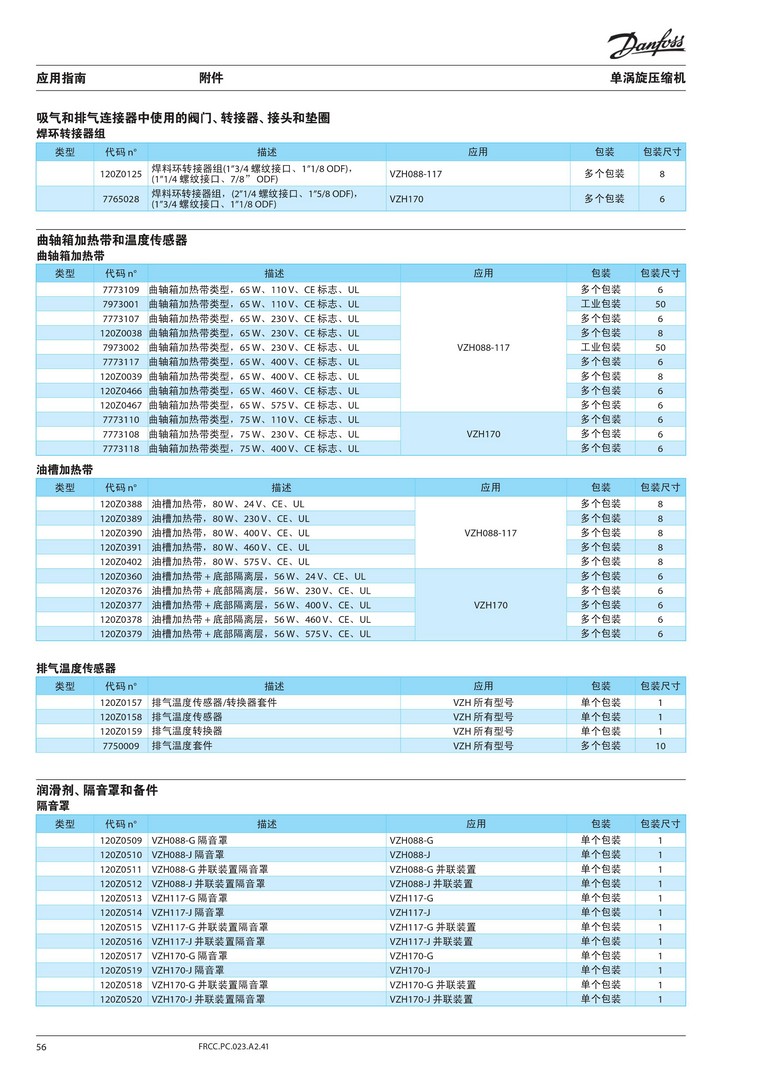 Danfoss
应用指南 附件 单涡旋压缩机
吸气和排气连接器中使用的阀门、转接器、接头和垫圈
焊环转接器组
类型 代码 n° 描述 应用 包装 包装尺寸
120Z0125 焊料环转接器组(1"3/4 螺纹接口、1"1/8 ODF)， VZH088-117 多个包装 8
(1"1/4 螺纹接口、7/8" ODF)
7765028 焊料环转接器组，(2"1/4 螺纹接口、1"5/8 ODF)， VZH170 多个包装 6
(1"3/4 螺纹接口、1"1/8 ODF)
曲轴箱加热带和温度传感器
曲轴箱加热带
类型 代码 n° 描述 应用 包装 包装尺寸
7773109 曲轴箱加热带类型，65 W、110 V、CE 标志、UL 多个包装 6
7973001 曲轴箱加热带类型，65 W、110 V、CE 标志、UL 工业包装 50
7773107 曲轴箱加热带类型，65 W、230 V、CE 标志、UL 多个包装 6
120Z0038 曲轴箱加热带类型，65 W、230 V、CE 标志、UL 多个包装 8
7973002 曲轴箱加热带类型，65 W、230 V、CE 标志、UL VZH088-117 工业包装 50
7773117 曲轴箱加热带类型，65 W、400 V、CE 标志、UL 多个包装 6
120Z0039 曲轴箱加热带类型，65 W、400 V、CE 标志、UL 多个包装 8
120Z0466 曲轴箱加热带类型，65 W、460 V、CE 标志、UL 多个包装 6
120Z0467 曲轴箱加热带类型，65 W、575 V、CE 标志、UL 多个包装 6
7773110 曲轴箱加热带类型，75 W、110 V、CE 标志、UL 多个包装 6
7773108 曲轴箱加热带类型，75 W、230 V、CE 标志、UL VZH170 多个包装 6
7773118 曲轴箱加热带类型，75 W、400 V、CE 标志、UL 多个包装 6
油槽加热带
类型 代码 n° 描述 应用 包装 包装尺寸
120Z0388 油槽加热带，80 W、24 V、CE、UL 多个包装 8
120Z0389 油槽加热带，80 W、230 V、CE、UL 多个包装 8
120Z0390 油槽加热带，80 W、400 V、CE、UL VZH088-117 多个包装 8
120Z0391 油槽加热带，80 W、460 V、CE、UL 多个包装 8
120Z0402 油槽加热带，80 W、575 V、CE、UL 多个包装 8
120Z0360 油槽加热带 + 底部隔离层，56 W、24 V、CE、UL 多个包装 6
120Z0376 油槽加热带 + 底部隔离层，56 W、230 V、CE、UL 多个包装 6
120Z0377 油槽加热带 + 底部隔离层，56 W、400 V、CE、UL VZH170 多个包装 6
120Z0378 油槽加热带 + 底部隔离层，56 W、460 V、CE、UL 多个包装 6
120Z0379 油槽加热带 + 底部隔离层，56 W、575 V、CE、UL 多个包装 6
排气温度传感器
类型 代码 n° 描述 应用 包装 包装尺寸
120Z0157 排气温度传感器/转换器套件 VZH 所有型号 单个包装 1
120Z0158 排气温度传感器 VZH 所有型号 单个包装 1
120Z0159 排气温度转换器 VZH 所有型号 单个包装 1
7750009 排气温度套件 VZH 所有型号 多个包装 10
润滑剂、隔音罩和备件
隔音罩
类型 代码 n° 描述 应用 包装 包装尺寸
120Z0509 VZH088-G 隔音罩 VZH088-G 单个包装 1
120Z0510 VZH088-J 隔音罩 VZH088-J 单个包装 1
120Z0511 VZH088-G 并联装置隔音罩 VZH088-G 并联装置 单个包装 1
120Z0512 VZH088-J 并联装置隔音罩 VZH088-J 并联装置 单个包装 1
120Z0513 VZH117-G 隔音罩 VZH117-G 单个包装 1
120Z0514 VZH117-J 隔音罩 VZH117-J 单个包装 1
120Z0515 VZH117-G 并联装置隔音罩 VZH117-G 并联装置 单个包装 1
120Z0516 VZH117-J 并联装置隔音罩 VZH117-J 并联装置 单个包装 1
120Z0517 VZH170-G 隔音罩 VZH170-G 单个包装 1
120Z0519 VZH170-J 隔音罩 VZH170-J 单个包装 1
120Z0518 VZH170-G 并联装置隔音罩 VZH170-G 并联装置 单个包装 1
120Z0520 VZH170-J 并联装置隔音罩 VZH170-J 并联装置 单个包装 1
56 FRCC.PC.023.A2.41